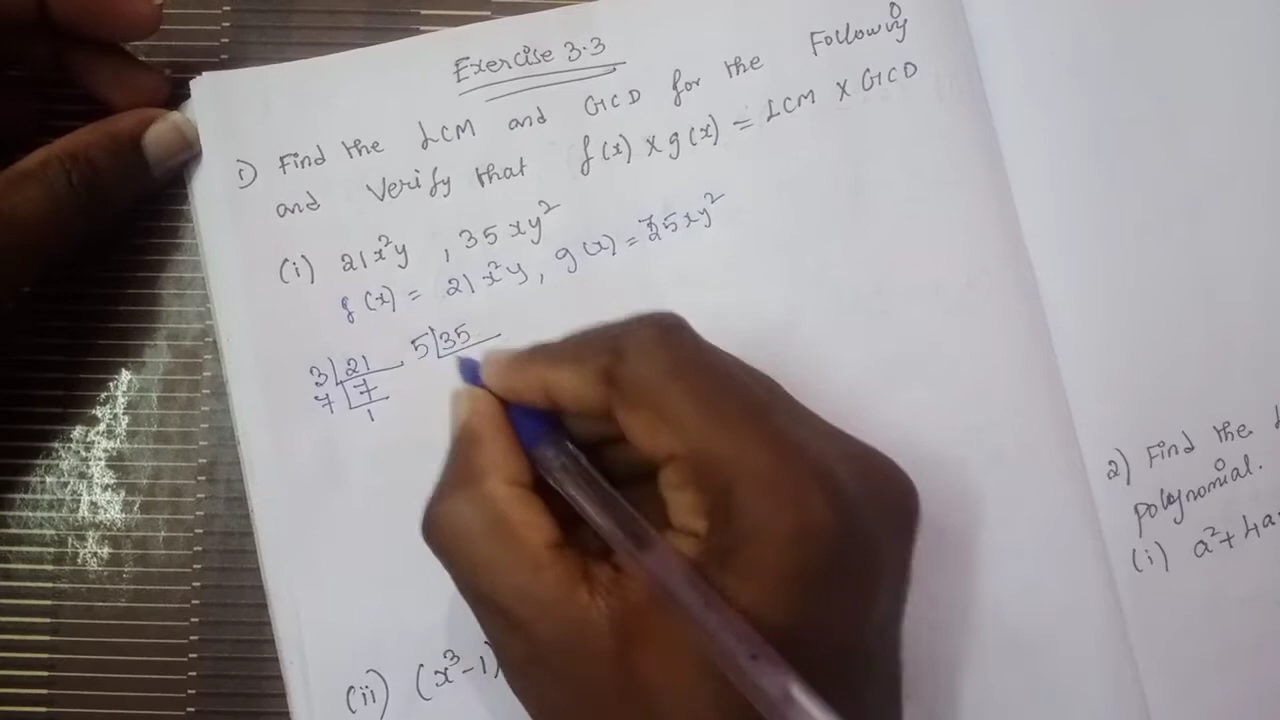 Exercise 3.3
1) Find the LCM and GCD for the Following
and Verify that f(x) x g(x) = LCM X GCD
(i) 21x²y , 35xy²
f(x) = 21x²y, g(x) = 35xy²
3 21 5 35
7 7
1
(ii) (x³-1)
2) Find the
polynomial.
(i) a²+4a